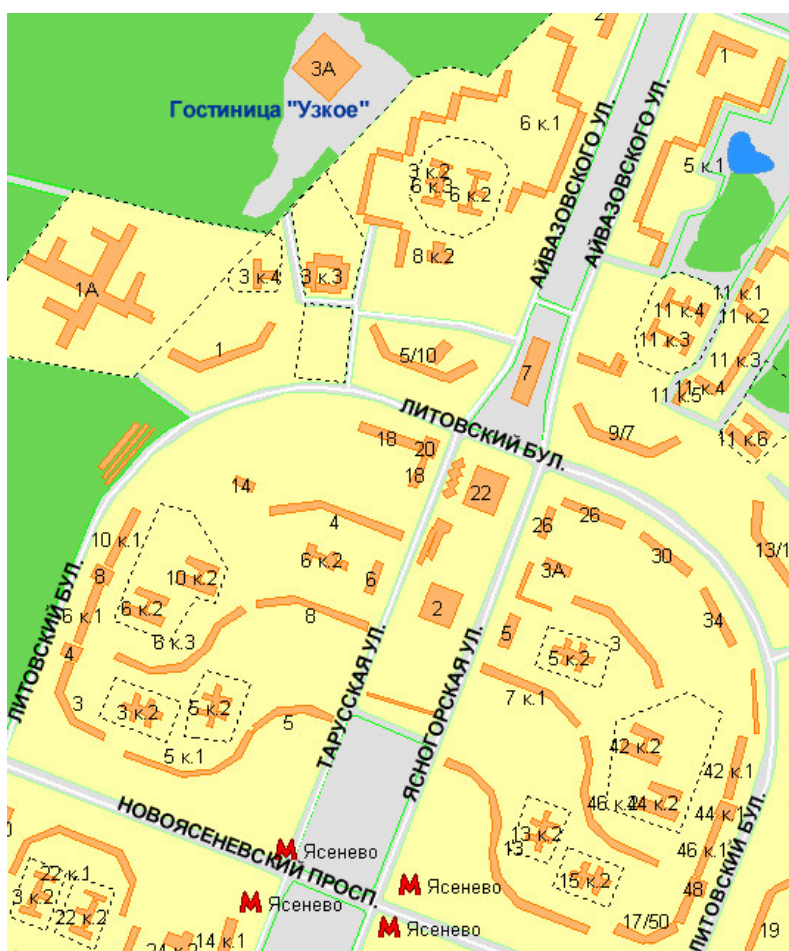 2
3А
1
Гостиница "Узкое"
6 к.1
АЙВАЗОВСКОГО УЛ.
АЙВАЗОВСКОГО УЛ.
5 к.1
3 к.2
6 к.3
6 к.2
8 к.2
3 к.4
3 к.3
1А
11 к.1
11 к.4
11 к.2
11 к.3
11 к.3
1
5/10
7
11 к.4
11 к.5
ЛИТОВСКИЙ БУЛ.
9/7
11 к.6
18
20
18
14
22
4
26
26
10 к.1
6 к.2
30
13/1
8
10 к.2
6
3А
6 к.2
2
34
6 к.1
8
5
3
6 к.3
4
5 к.2
ЛИТОВСКИЙ БУЛ.
ТАРУССКАЯ УЛ.
ЯСНОГОРСКАЯ УЛ.
7 к.1
3
3 к.2
5 к.2
5
5 к.1
42 к.2
42 к.1
НОВОЯСЕНЕВСКИЙ ПРОСП.
46 к.2
44 к.2
44 к.1
13 к.2
13
46 к.1
ЛИТОВСКИЙ БУЛ.
Ясенево
22 к.1
15 к.2
Ясенево
48
3 к.2
Ясенево
22 к.2
17/50
Ясенево
19
24 к.2
14 к.1